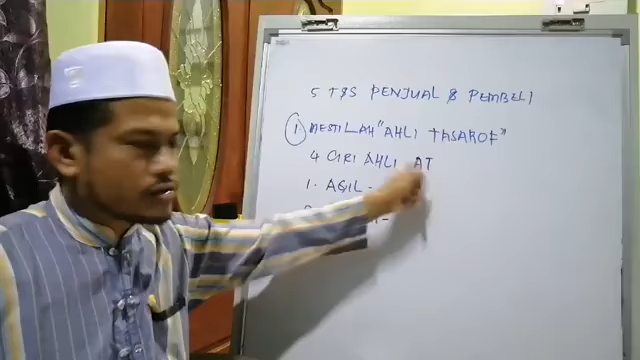 5 T$S PENJUAL & PEMBELI
1 MESTILAH "AHLI TASAROF"
4 CIRI AHLI AT
1. AQIL -